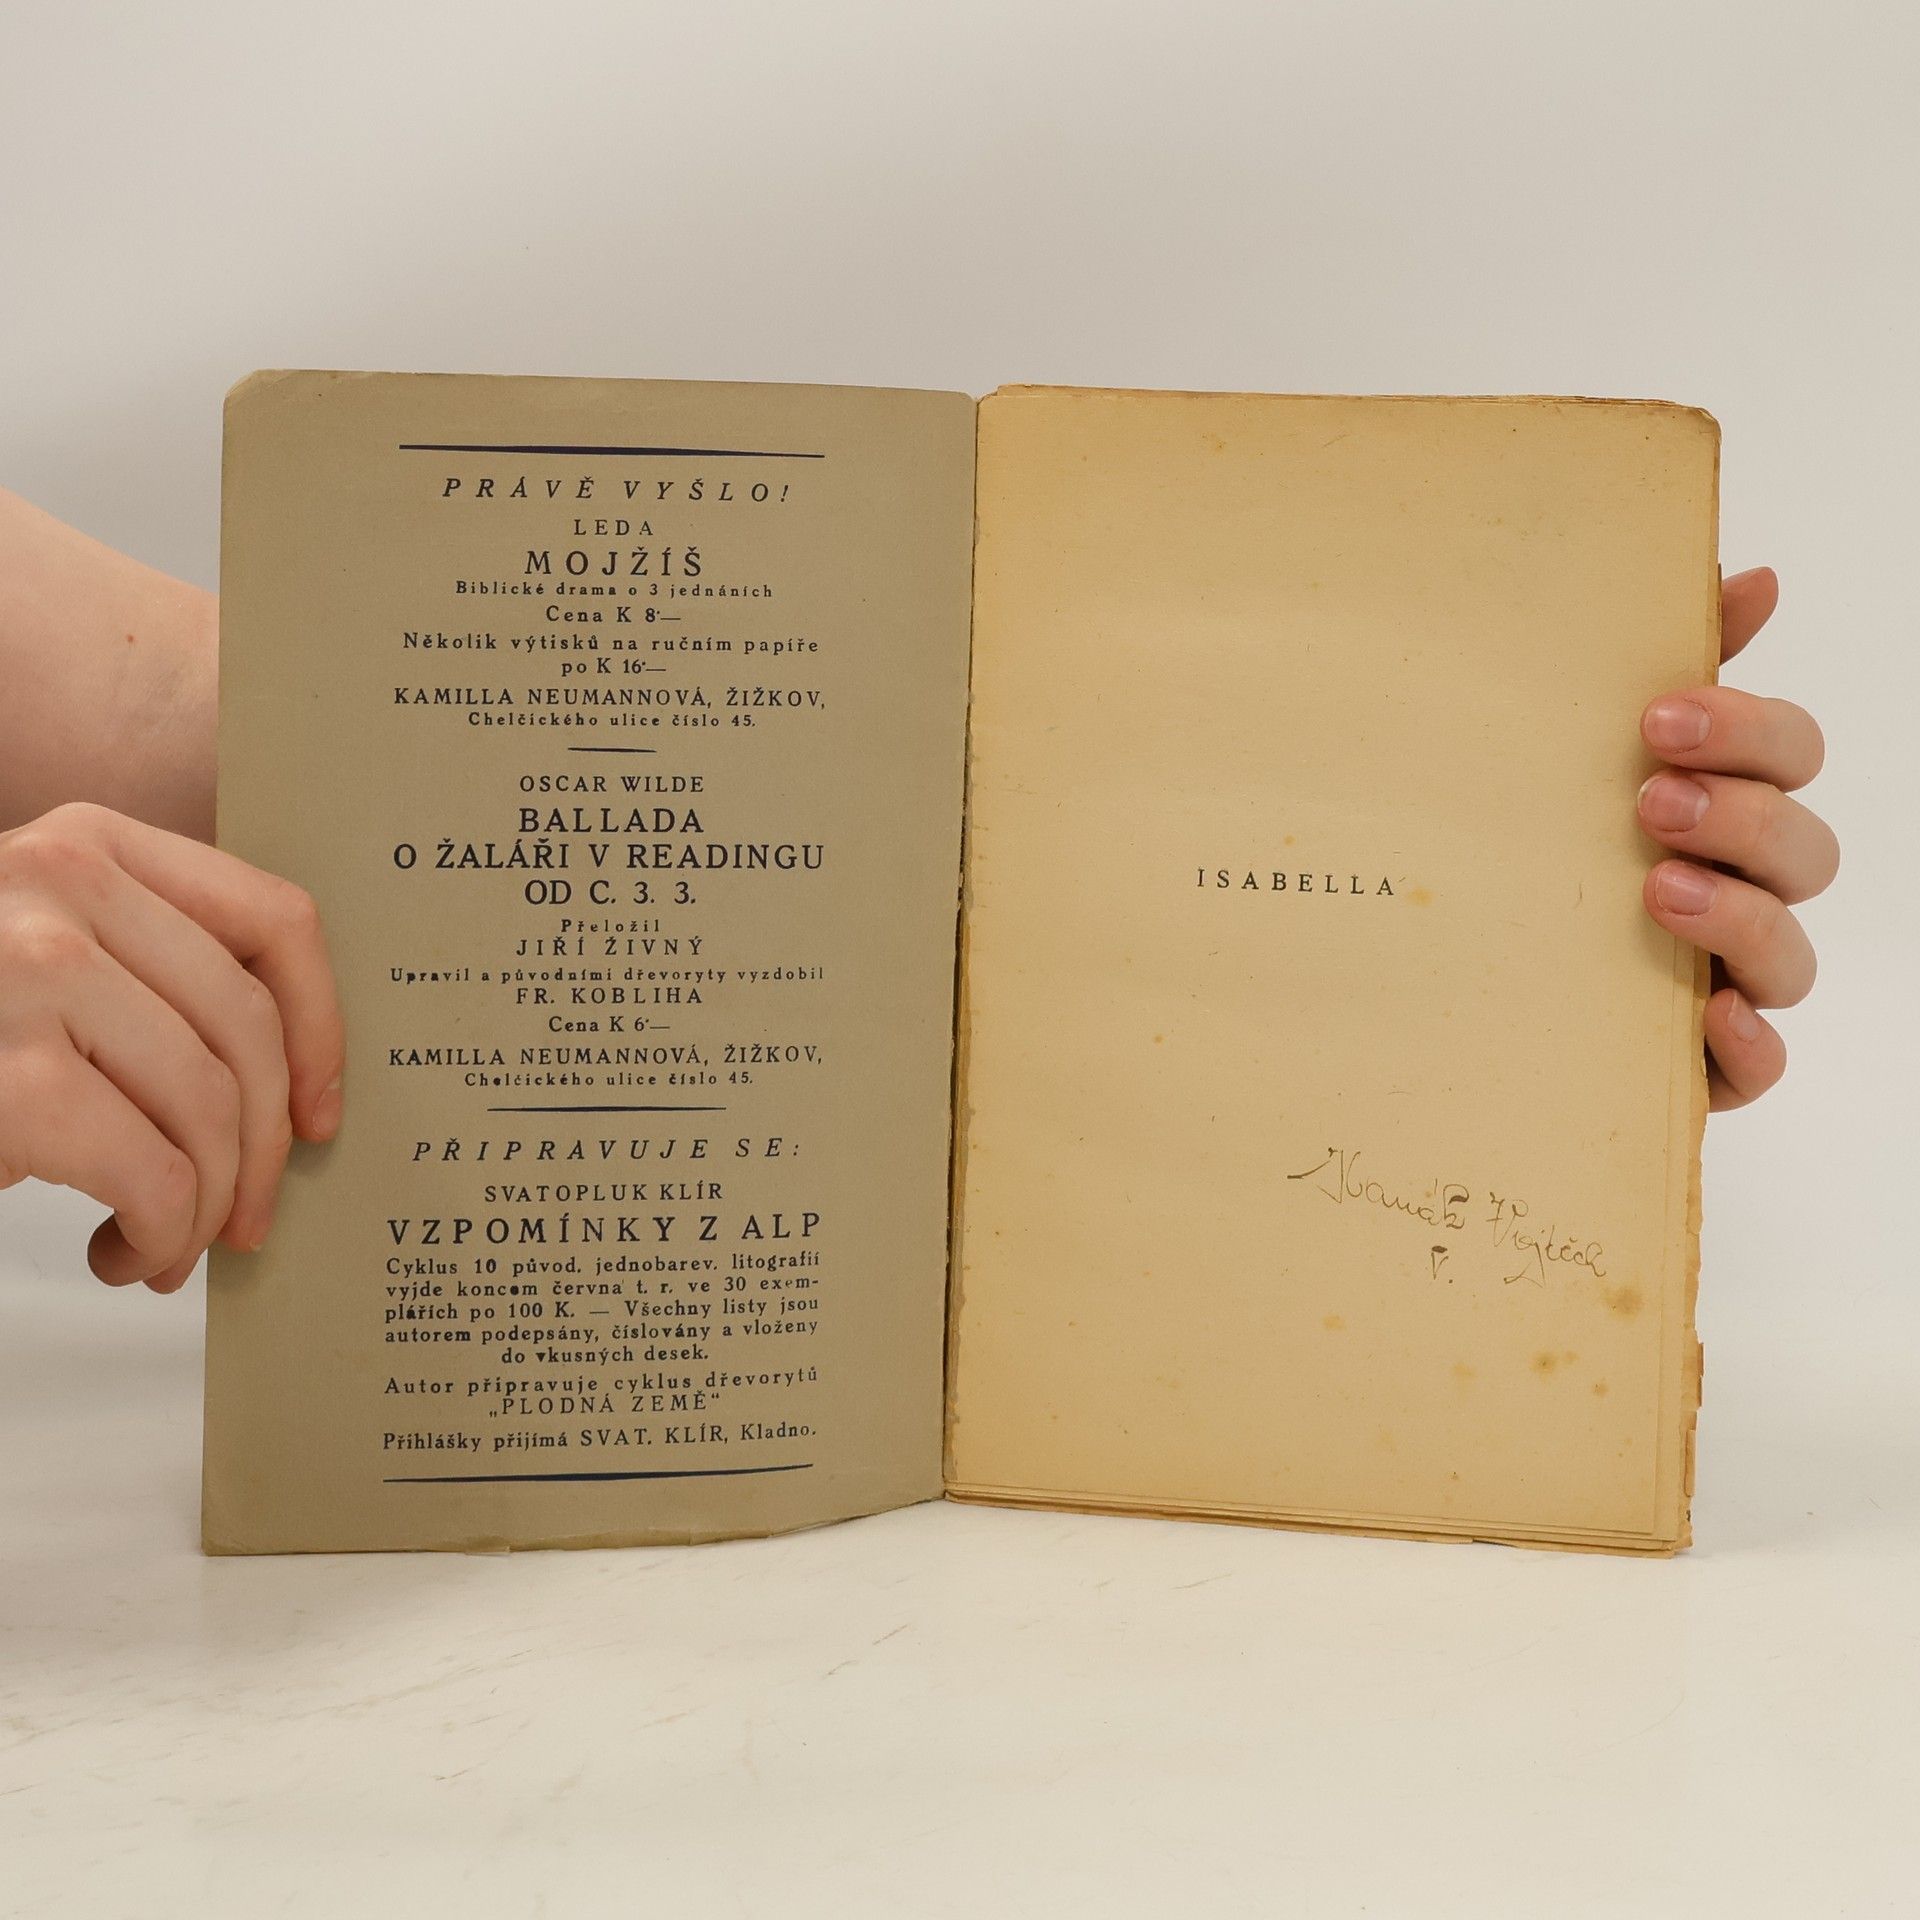 PRÁVĚ VYŠLO!
LEDA
MOJŽÍŠ
Biblické drama o 3 jednáních
Cena K 8·—
Několik výtisků na ručním papíře
po K 16·—
KAMILLA NEUMANNOVÁ, ŽIŽKOV,
Chelčického ulice číslo 45.
OSCAR WILDE
BALLADA
O ŽALÁŘI V READINGU
OD C. 3. 3.
Přeložil
JIŘÍ ŽIVNÝ
Upravil a původními dřevoryty vyzdobil
FR. KOBLIHA
Cena K 6·—
KAMILLA NEUMANNOVÁ, ŽIŽKOV,
Chelčického ulice číslo 45.
PŘIPRAVUJE SE:
SVATOPLUK KLÍR
VZPOMÍNKY Z ALP
Cyklus 10 původ. jednobarev. litografií
vyjde koncem června t. r. ve 30 exem-
plářích po 100 K. — Všechny listy jsou
autorem podepsány, číslovány a vloženy
do vkusných desek.
Autor připravuje cyklus dřevorytů
„PLODNÁ ZEMĚ“
Přihlášky přijímá SVAT. KLÍR, Kladno.
ISABELLA
Vojtěch
V.